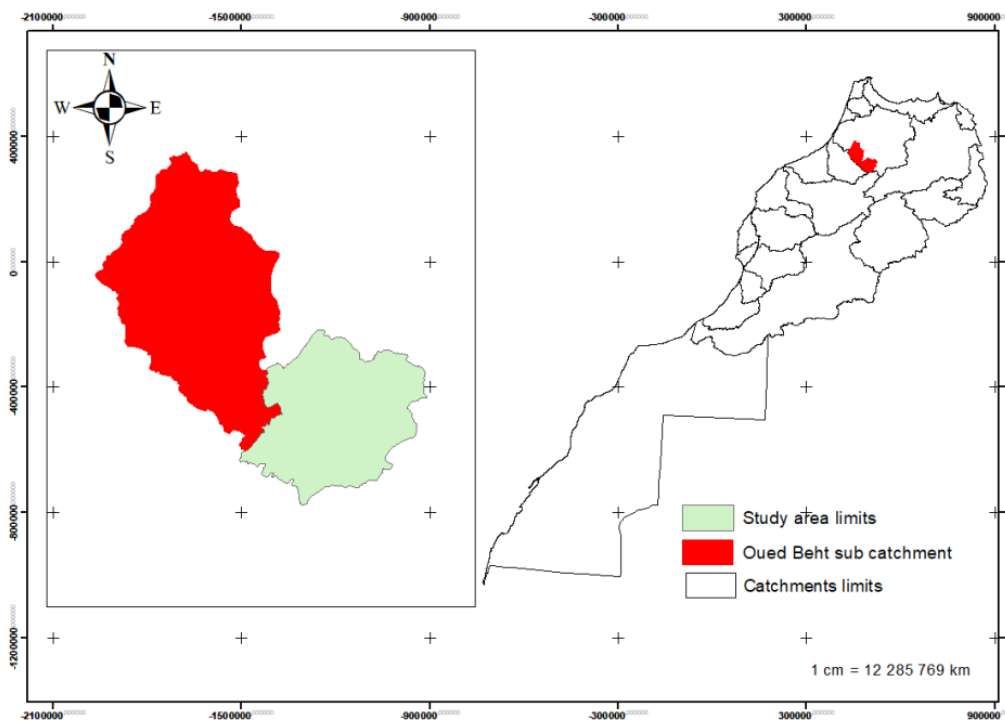 -2100000 -1500000 -900000 -300000 300000 900000
N
W E
S
400000
0
-400000
-800000
-1200000
Study area limits
Oued Beht sub catchment
Catchments limits
1 cm = 12 285 769 km
-2100000 -1500000 -900000 -300000 300000 900000